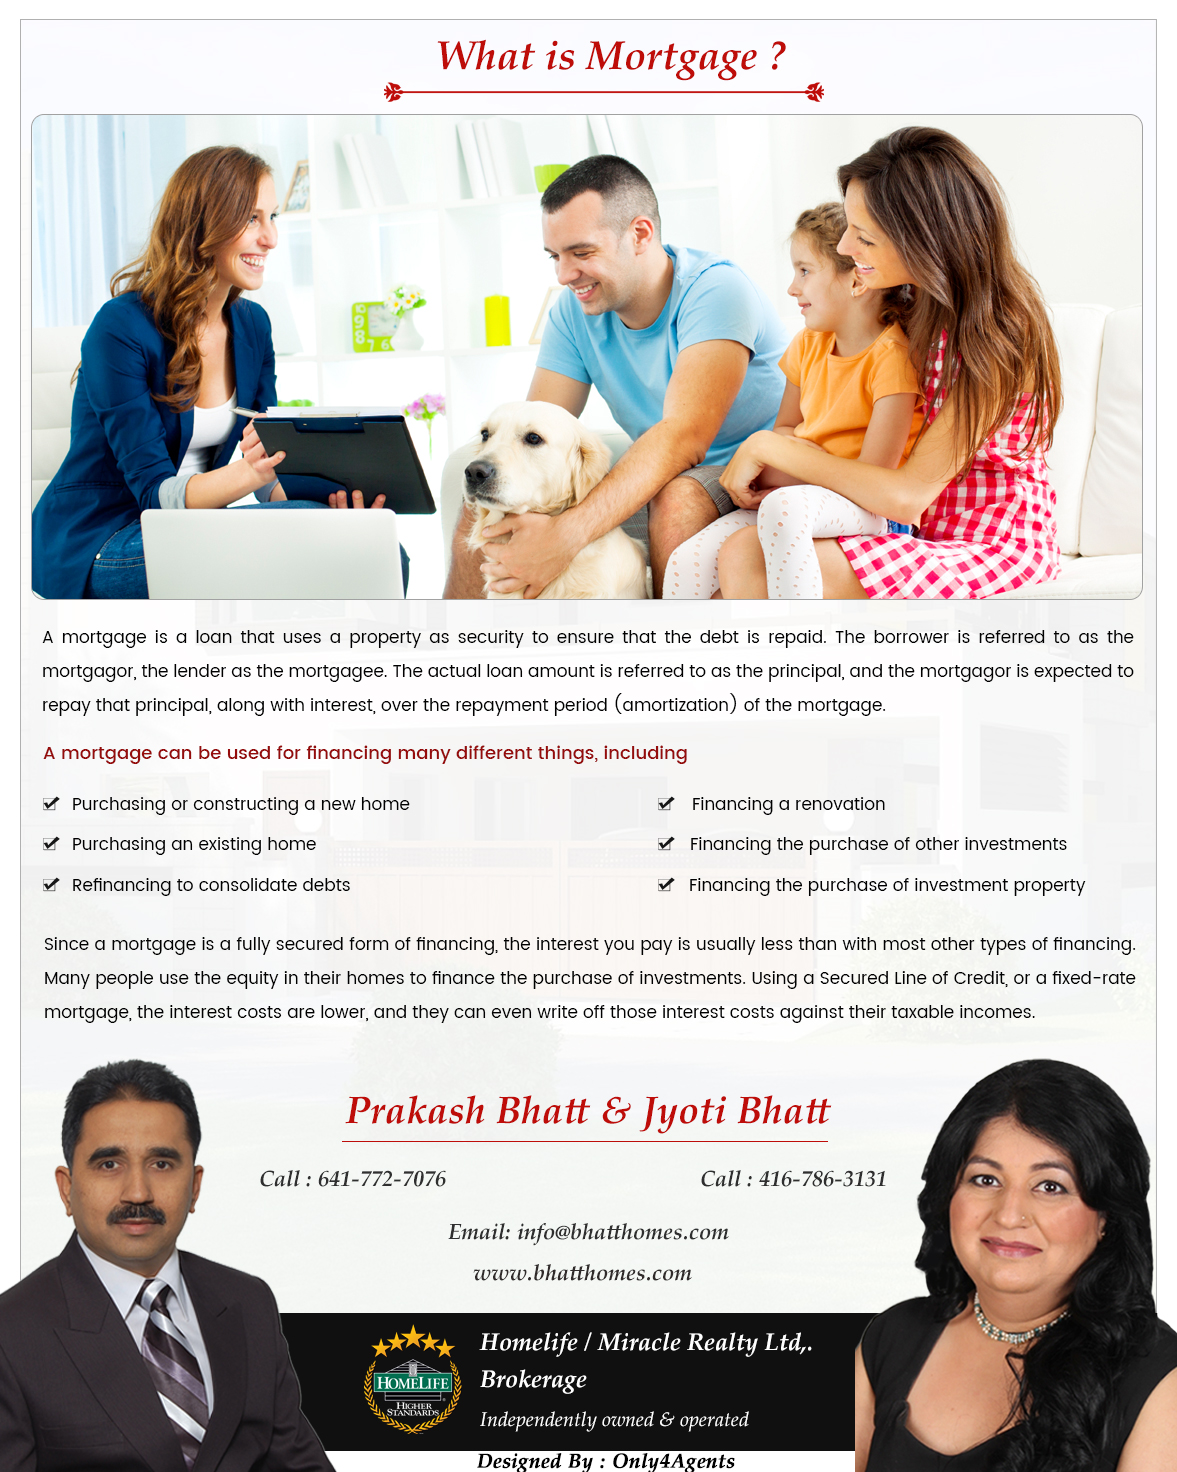 What is Mortgage ?
A mortgage is a loan that uses a property as security to ensure that the debt is repaid. The borrower is referred to as the
mortgagor, the lender as the mortgagee. The actual loan amount is referred to as the principal, and the mortgagor is expected to
repay that principal, along with interest, over the repayment period (amortization) of the mortgage.
A mortgage can be used for financing many different things, including
Purchasing or constructing a new home
Financing a renovation
Purchasing an existing home
Financing the purchase of other investments
Refinancing to consolidate debts
Financing the purchase of investment property
Since a mortgage is a fully secured form of financing, the interest you pay is usually less than with most other types of financing.
Many people use the equity in their homes to finance the purchase of investments. Using a Secured Line of Credit, or a fixed-rate
mortgage, the interest costs are lower, and they can even write off those interest costs against their taxable incomes.
Prakash Bhatt & Jyoti Bhatt
Call : 641-772-7076
Call : 416-786-3131
Email: info@bhatthomes.com
www.bhatthomes.com
HOMELIFE
HIGHER
STANDARDS
Homelife / Miracle Realty Ltd,.
Brokerage
Independently owned & operated
Designed By : Only4Agents